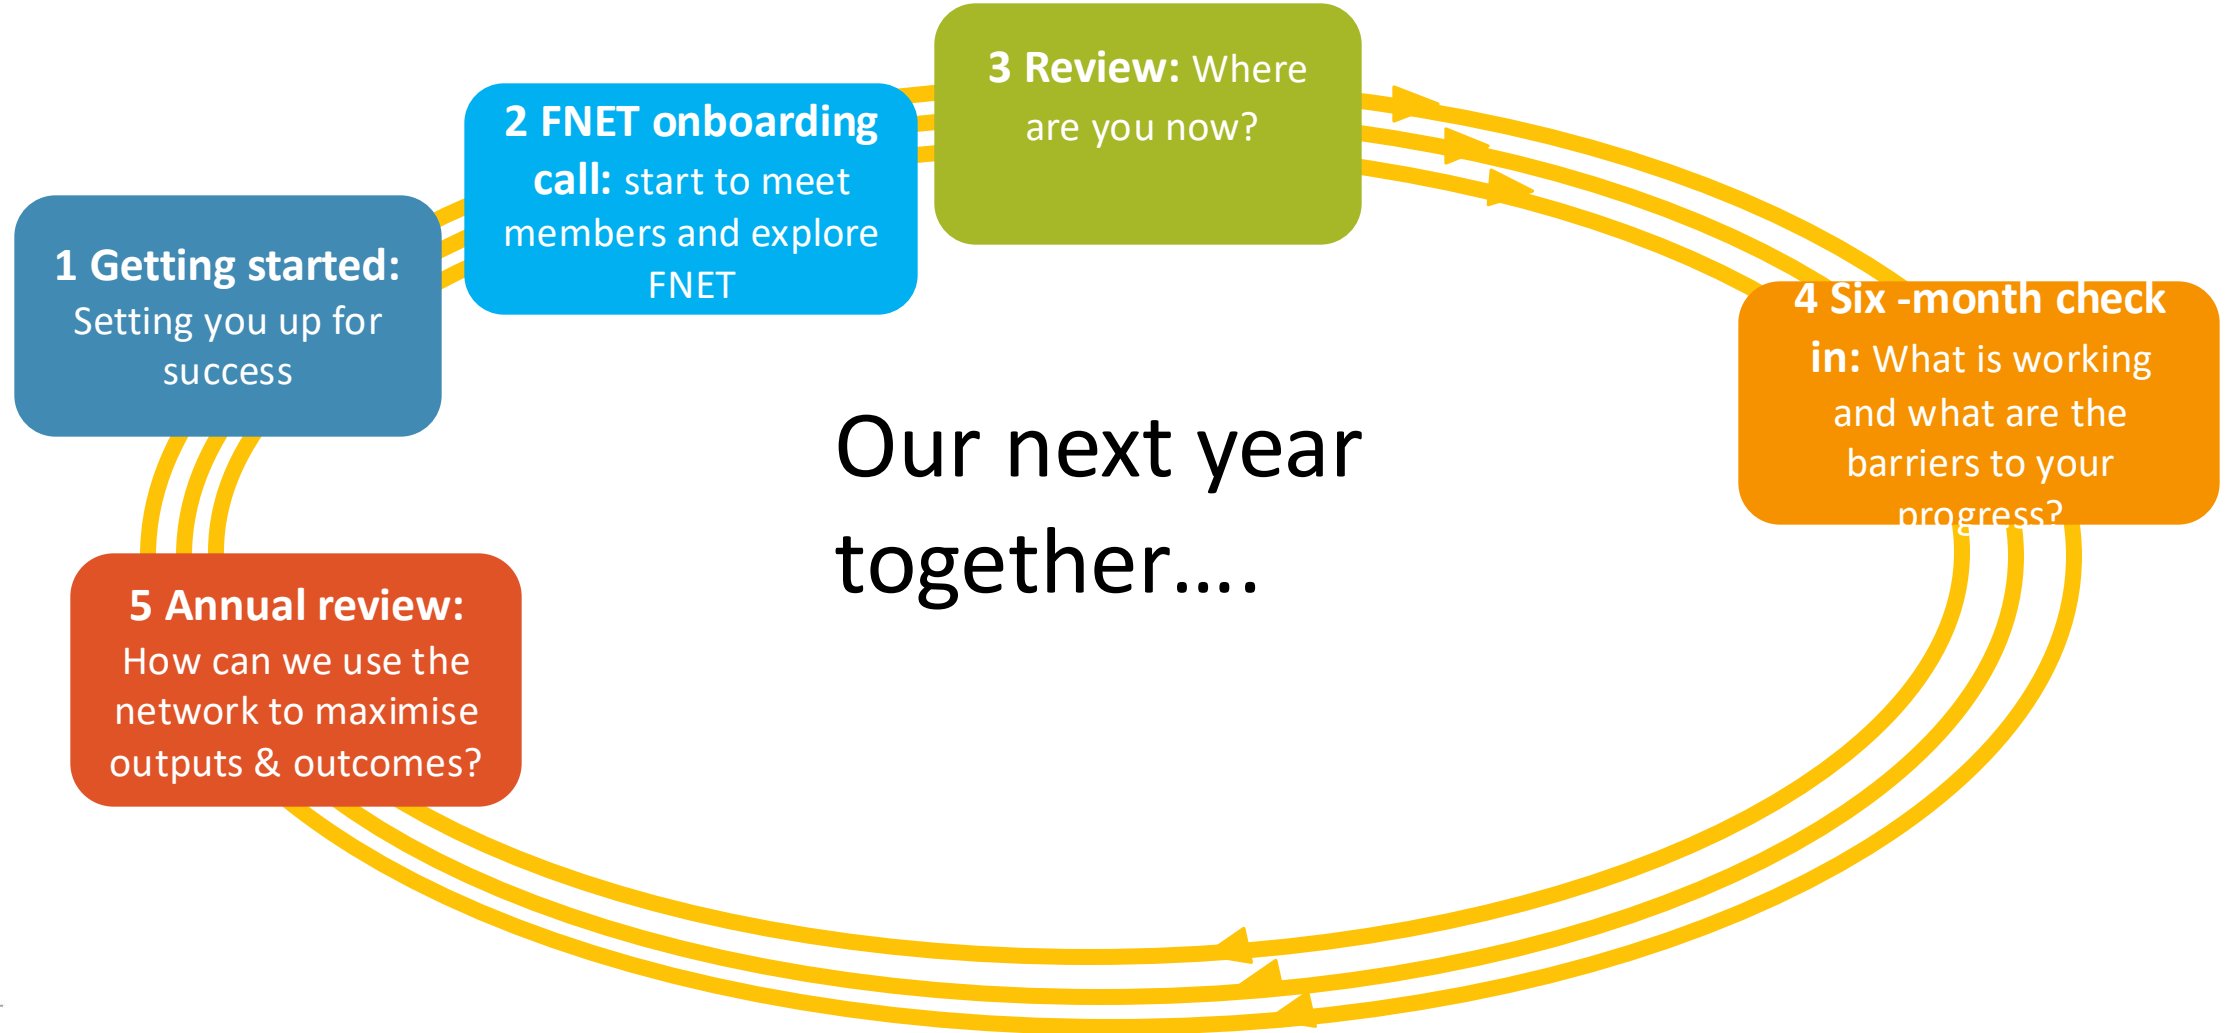 1 Getting started:
Setting you up for
success
2 FNET onboarding
call: start to meet
members and explore
FNET
3 Review: Where
are you now?
4 Six -month check
in: What is working
and what are the
barriers to your
progress?
5 Annual review:
How can we use the
network to maximise
outputs & outcomes?
Our next year
together....